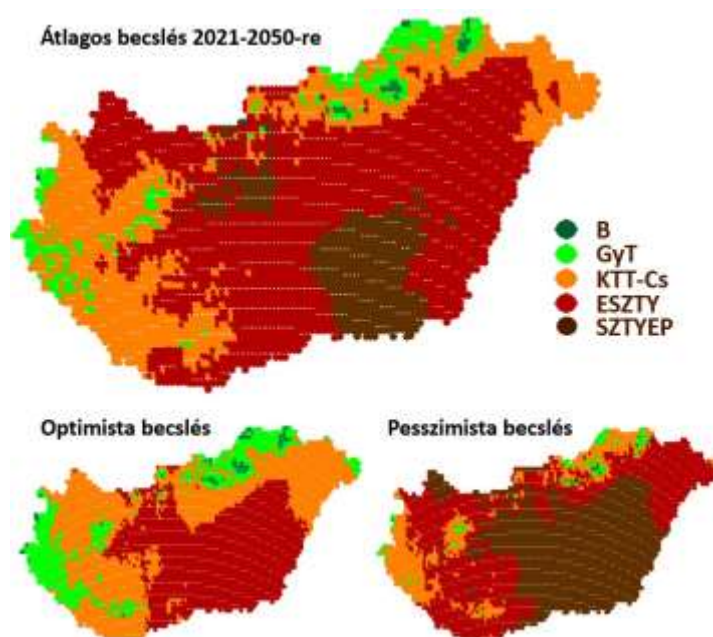 Átlagos becslés 2021-2050-re
B
GyT
KTT-Cs
ESZTY
SZTYEP
Optimista becslés
Pesszimista becslés